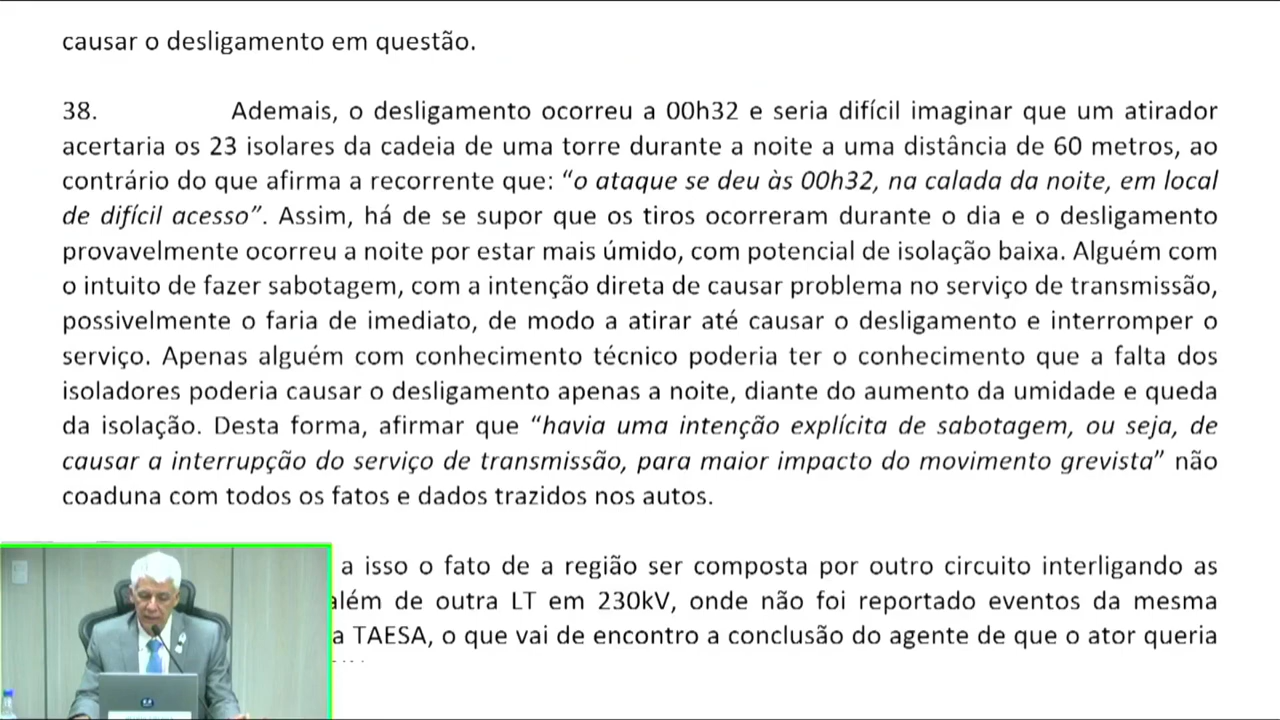 causar o desligamento em questão.
38. Ademais, o desligamento ocorreu a 00h32 e seria difícil imaginar que um atirador
acertaria os 23 isolares da cadeia de uma torre durante a noite a uma distância de 60 metros, ao
contrário do que afirma a recorrente que: “o ataque se deu às 00h32, na calada da noite, em local
de difícil acesso”. Assim, há de se supor que os tiros ocorreram durante o dia e o desligamento
provavelmente ocorreu a noite por estar mais úmido, com potencial de isolação baixa. Alguém com
o intuito de fazer sabotagem, com a intenção direta de causar problema no serviço de transmissão,
possivelmente o faria de imediato, de modo a atirar até causar o desligamento e interromper o
serviço. Apenas alguém com conhecimento técnico poderia ter o conhecimento que a falta dos
isoladores poderia causar o desligamento apenas a noite, diante do aumento da umidade e queda
da isolação. Desta forma, afirmar que “havia uma intenção explícita de sabotagem, ou seja, de
causar a interrupção do serviço de transmissão, para maior impacto do movimento grevista” não
coaduna com todos os fatos e dados trazidos nos autos.
a isso o fato de a região ser composta por outro circuito interligando as
além de outra LT em 230kV, onde não foi reportado eventos da mesma
a TAESA, o que vai de encontro a conclusão do agente de que o ator queria